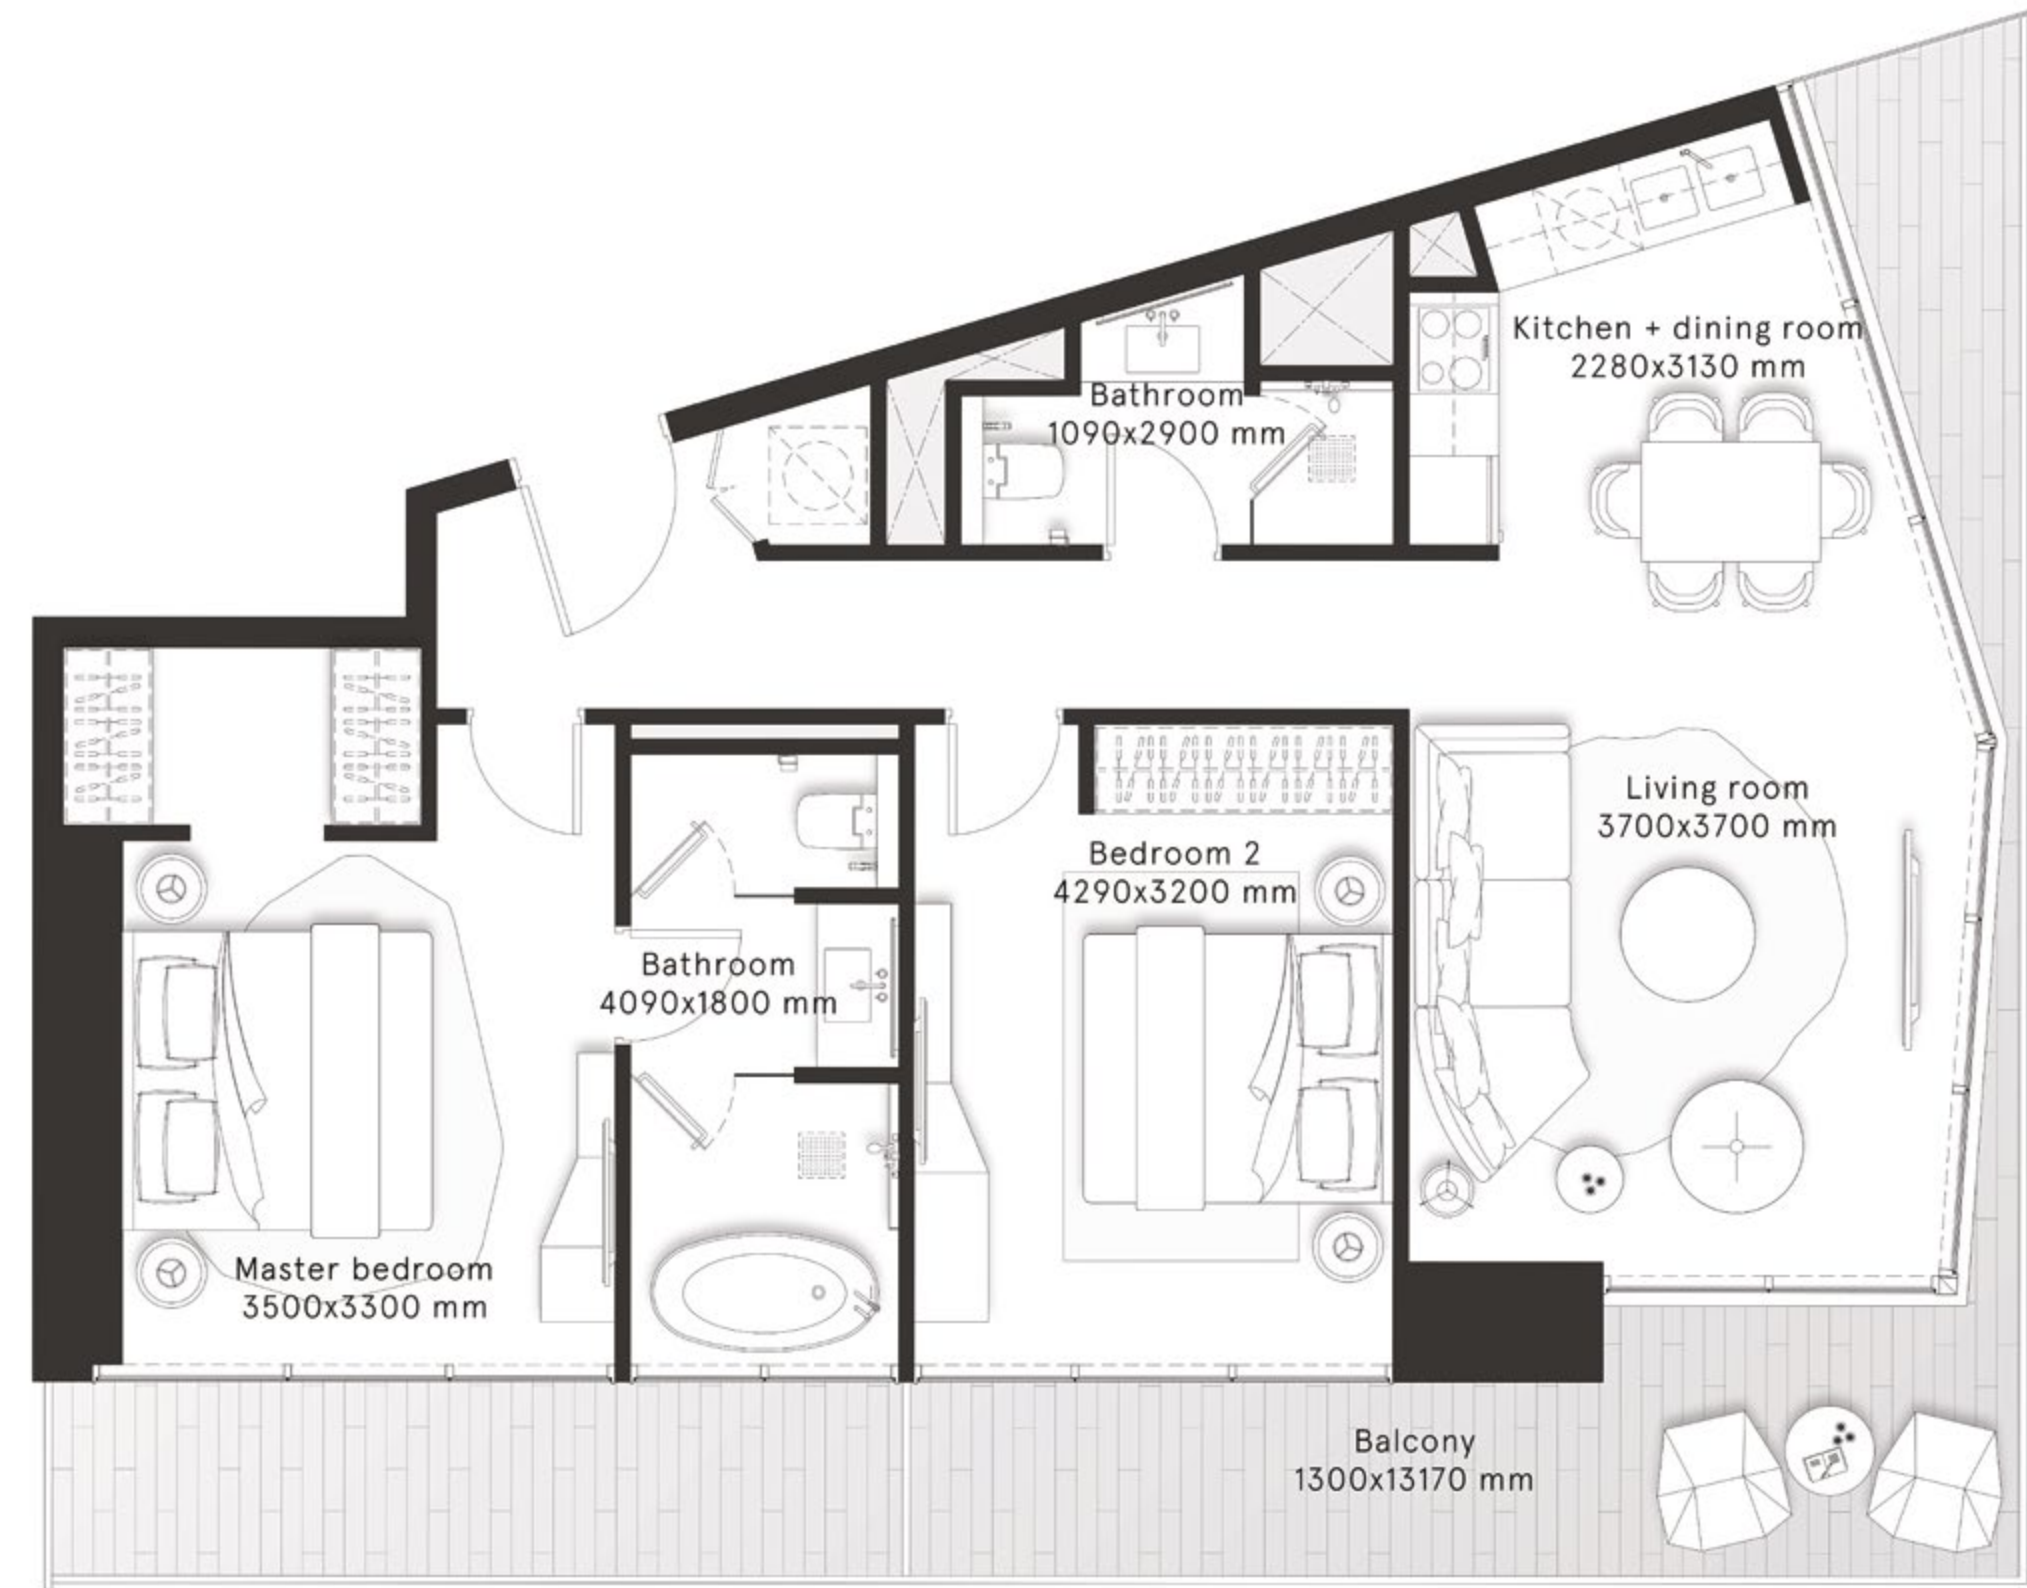 Kitchen + dining room
2280x3130 mm
Bathroom
1090x2900 mm
Living room
3700x3700 mm
Bedroom 2
4290x3200 mm
Bathroom
4090x1800 mm
Master bedroom
3500x3300 mm
Balcony
1300x13170 mm